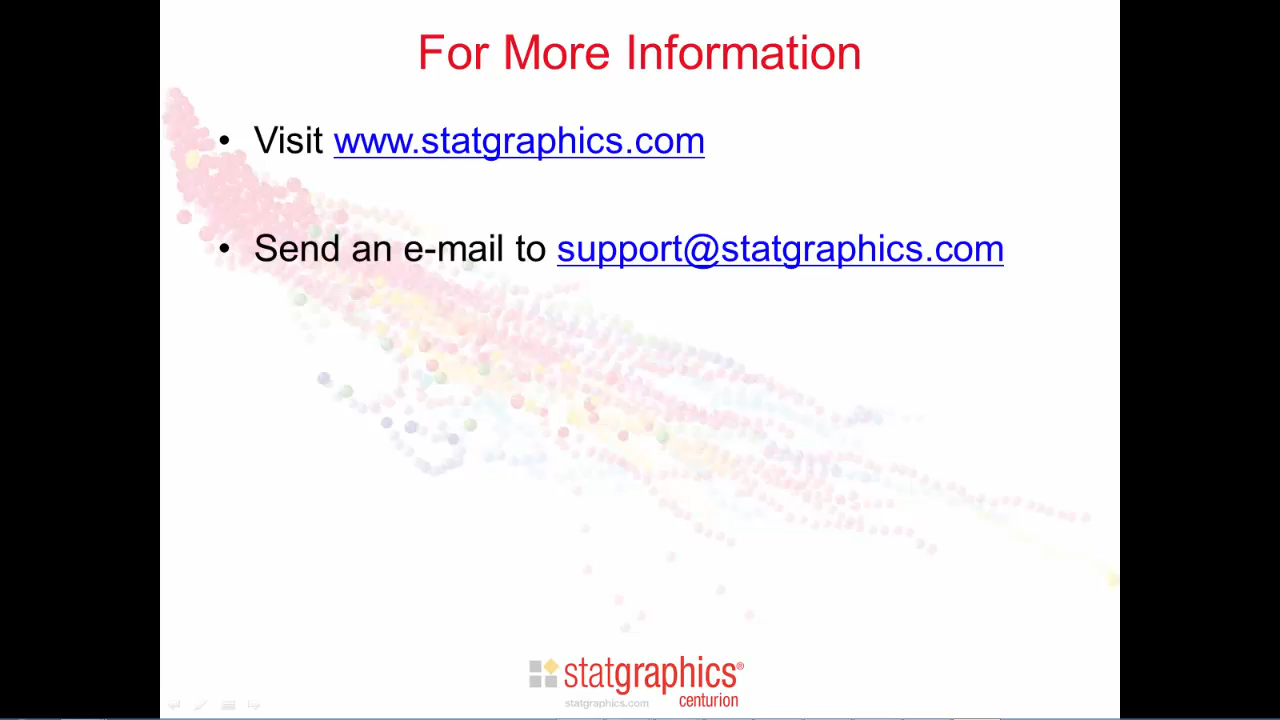 For More Information
• Visit www.statgraphics.com
• Send an e-mail to support@statgraphics.com
statgraphics®
statgraphics.com centurion